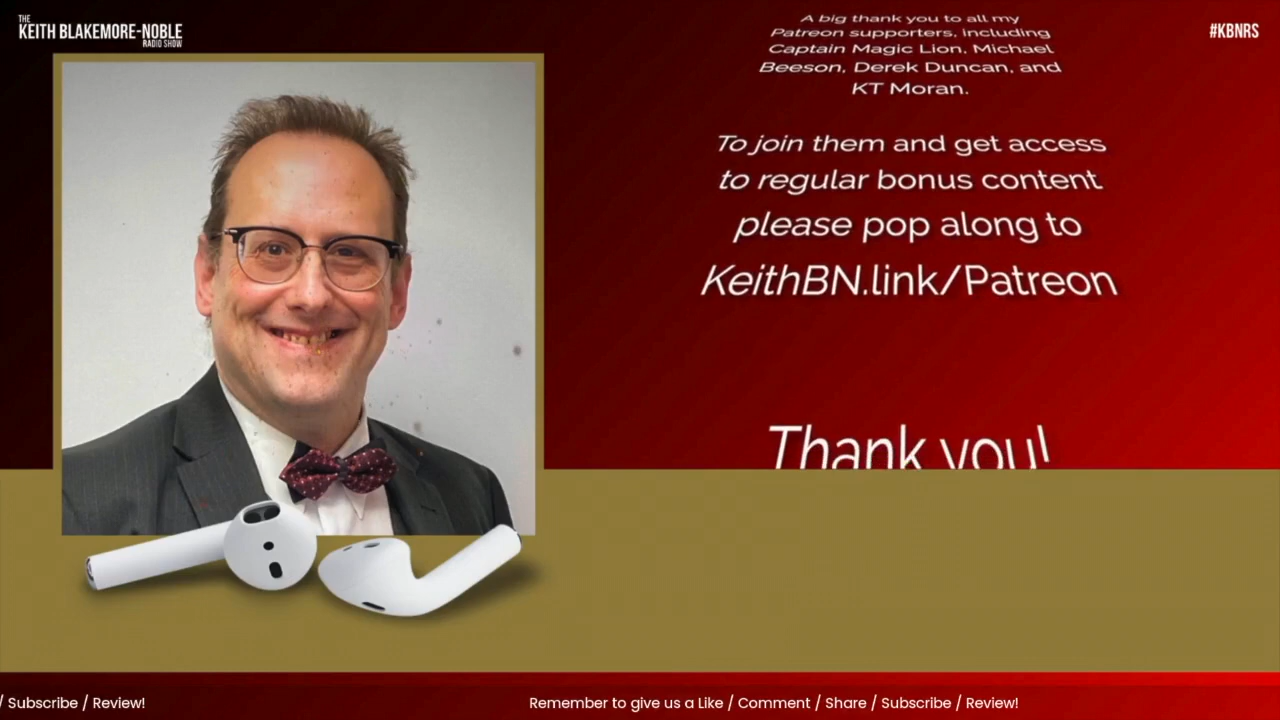 THE
KEITH BLAKEMORE-NOBLE
RADIO SHOW
#KBNRS
A big thank you to all my
Patreon supporters, including
Captain Magic Lion, Michael
Beeson, Derek Duncan, and
KT Moran.
To join them and get access
to regular bonus content
please pop along to
KeithBN.link/Patreon
Thank you!
/ Subscribe / Review!
Remember to give us a Like / Comment / Share / Subscribe / Review!